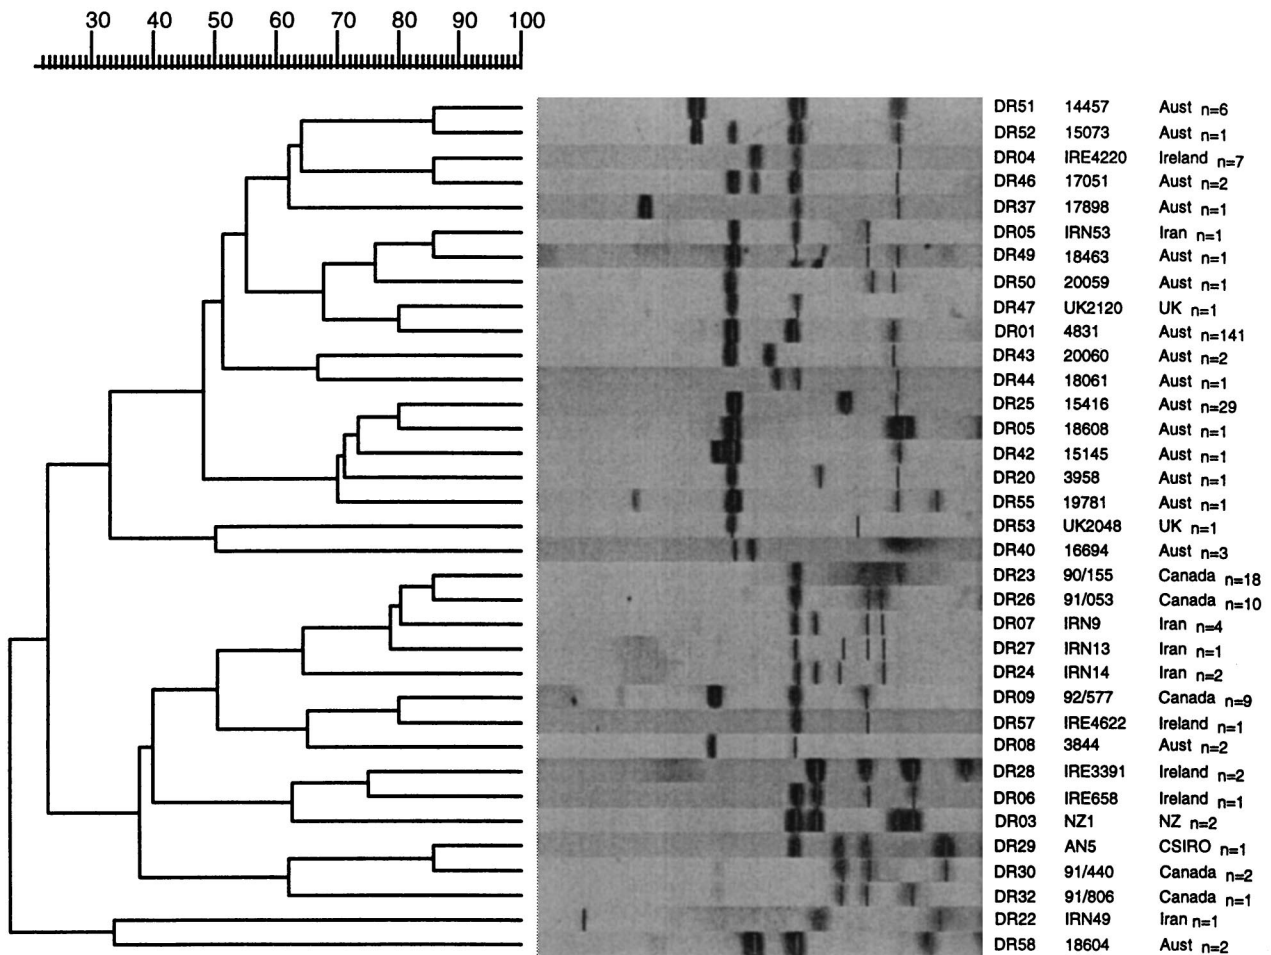 30 40 50 60 70 80 90 100
DR51 14457 Aust n=6
DR52 15073 Aust n=1
DR04 IRE4220 Ireland n=7
DR46 17051 Aust n=2
DR37 17898 Aust n=1
DR05 IRN53 Iran n=1
DR49 18463 Aust n=1
DR50 20059 Aust n=1
DR47 UK2120 UK n=1
DR01 4831 Aust n=141
DR43 20060 Aust n=2
DR44 18061 Aust n=1
DR25 15416 Aust n=29
DR05 18608 Aust n=1
DR42 15145 Aust n=1
DR20 3958 Aust n=1
DR55 19781 Aust n=1
DR53 UK2048 UK n=1
DR40 16694 Aust n=3
DR23 90/155 Canada n=18
DR26 91/053 Canada n=10
DR07 IRN9 Iran n=4
DR27 IRN13 Iran n=1
DR24 IRN14 Iran n=2
DR09 92/577 Canada n=9
DR57 IRE4622 Ireland n=1
DR08 3844 Aust n=2
DR28 IRE3391 Ireland n=2
DR06 IRE658 Ireland n=1
DR03 NZ1 NZ n=2
DR29 AN5 CSIRO n=1
DR30 91/440 Canada n=2
DR32 91/806 Canada n=1
DR22 IRN49 Iran n=1
DR58 18604 Aust n=2